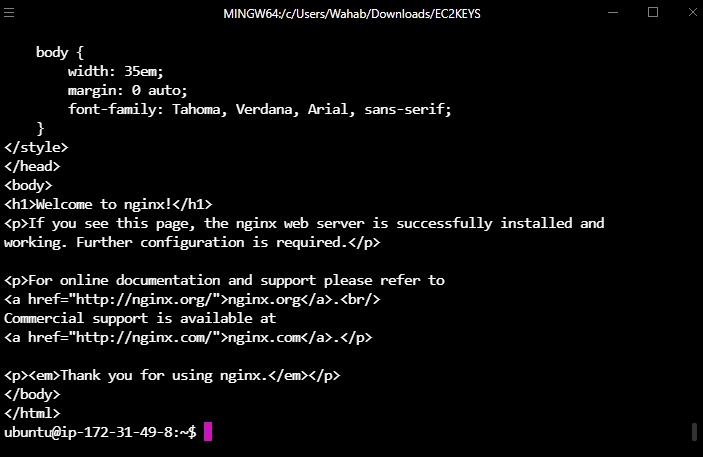 MINGW64:/c/Users/Wahab/Downloads/EC2KEYS
body {
width: 35em;
margin: 0 auto;
font-family: Tahoma, Verdana, Arial, sans-serif;
}
</style>
</head>
<body>
<h1>Welcome to nginx!</h1>
<p>If you see this page, the nginx web server is successfully installed and
working. Further configuration is required.</p>
<p>For online documentation and support please refer to
<a href="http://nginx.org/">nginx.org</a>.<br/>
Commercial support is available at
<a href="http://nginx.com/">nginx.com</a>.</p>
<p><em>Thank you for using nginx.</em></p>
</body>
</html>
ubuntu@ip-172-31-49-8:~$